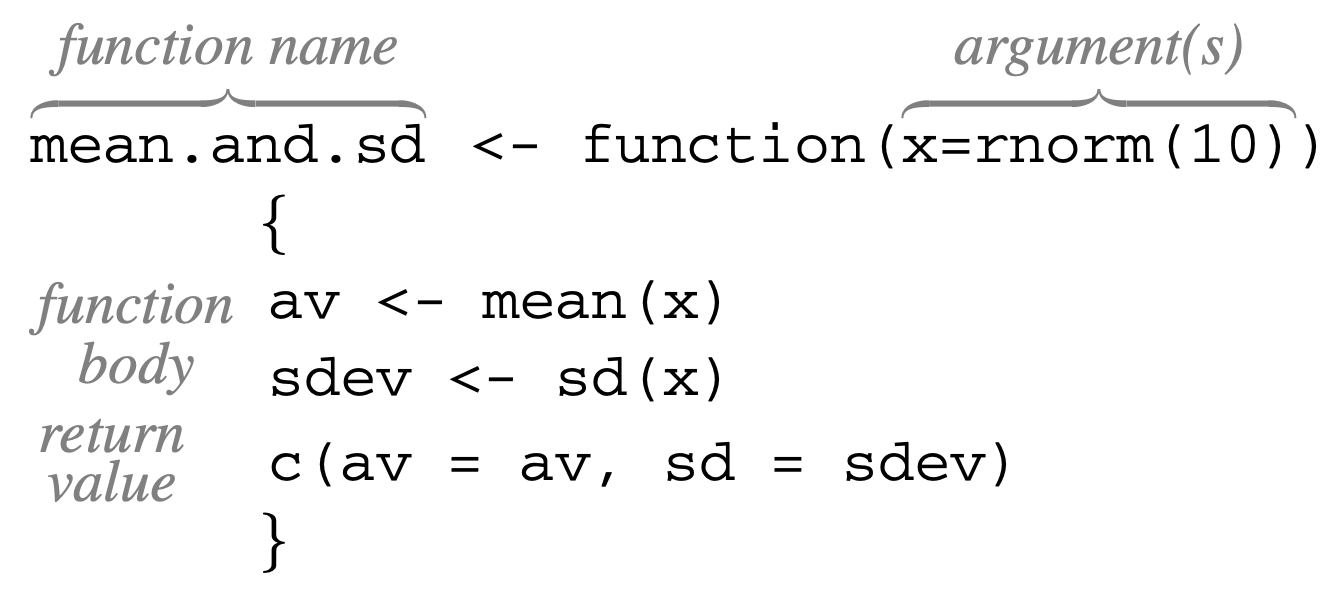 function name argument(s)
mean.and.sd <- function(x=rnorm(10))
{
function av <- mean(x)
body sdev <- sd(x)
return
value c(av = av, sd = sdev)
}